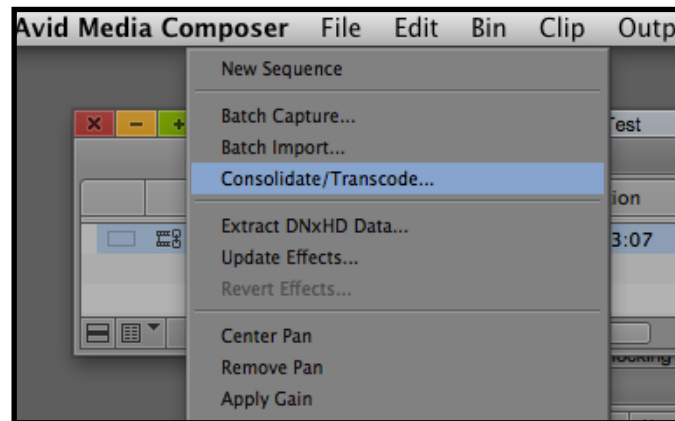 Avid Media Composer File Edit Bin Clip Outp
New Sequence
Batch Capture...
Test
Batch Import...
Consolidate/Transcode...
ion
Extract DNxHD Data...
3:07
Update Effects...
Revert Effects...
Center Pan
Remove Pan
Apply Gain